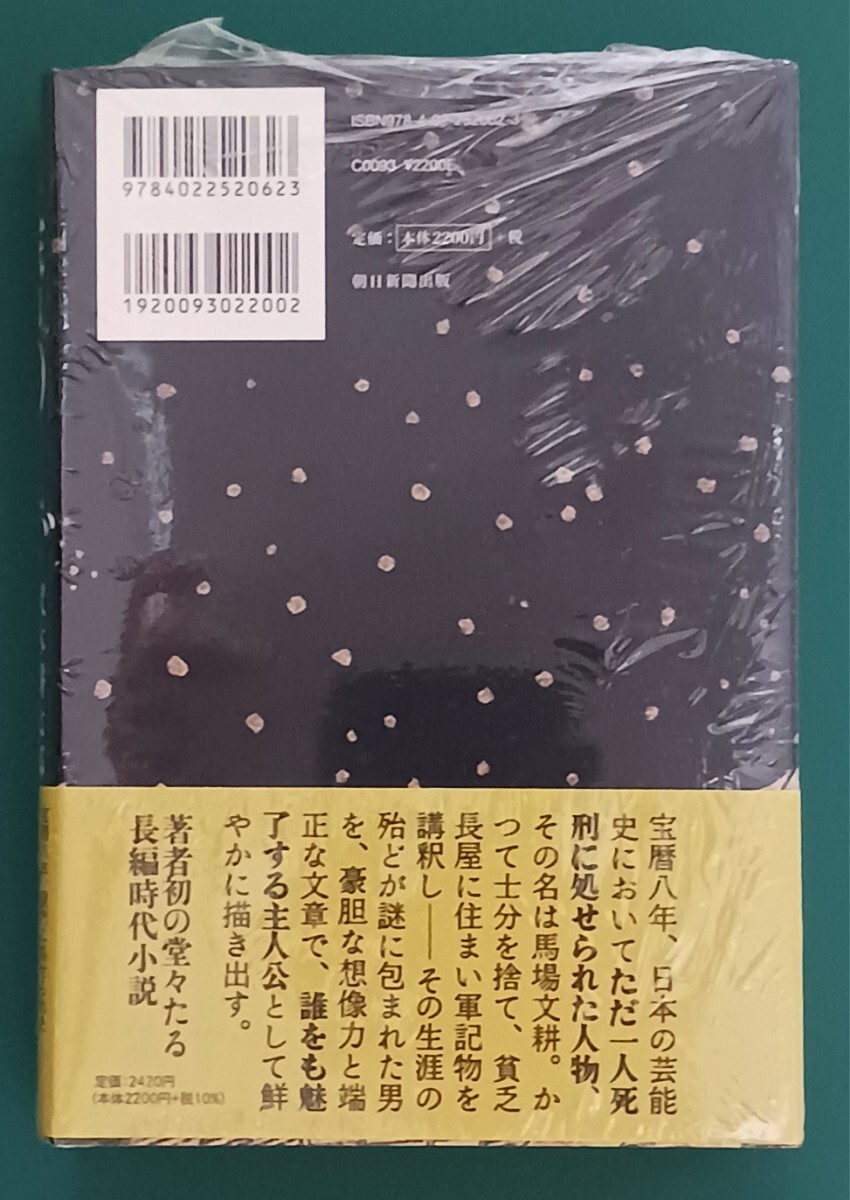 9784022520623
1920093022002
ISBN978-4-02-252062-3
C0093 ¥2200E
定価：本体2200円＋税
朝日新聞出版
宝暦八年、日本の芸能
史においてただ一人死
刑に処せられた人物、
その名は馬場文耕。か
つて士分を捨て、貧乏
長屋に住まい軍記物を
講釈し――その生涯の
殆どが謎に包まれた男
を、豪胆な想像力と端
正な文章で、誰をも魅
了する主人公として鮮
やかに描き出す。
著者初の堂々たる
長編時代小説
定価：2420円
（本体2200円+税10%）